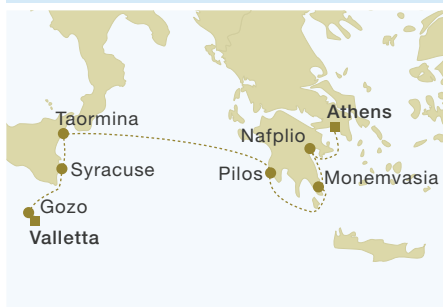 Taormina
Athens
Nafplio
Syracuse
Pilos
Monemvasia
Gozo
Valletta